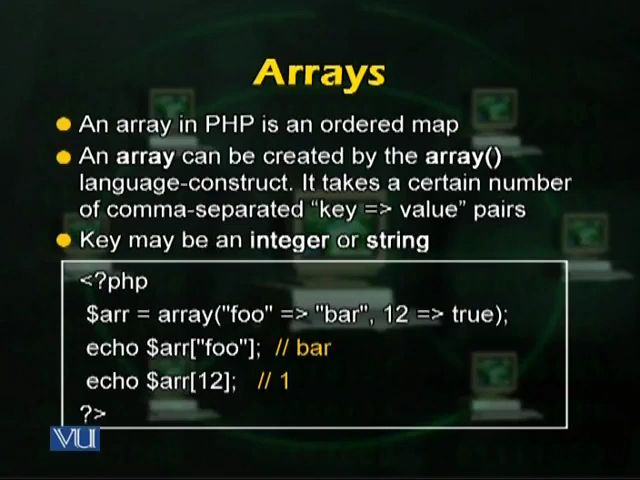 Arrays
An array in PHP is an ordered map
An array can be created by the array()
language-construct. It takes a certain number
of comma-separated “key => value” pairs
Key may be an integer or string
<?php
$arr = array("foo" => "bar", 12 => true);
echo $arr["foo"]; // bar
echo $arr[12]; // 1
?>
VU